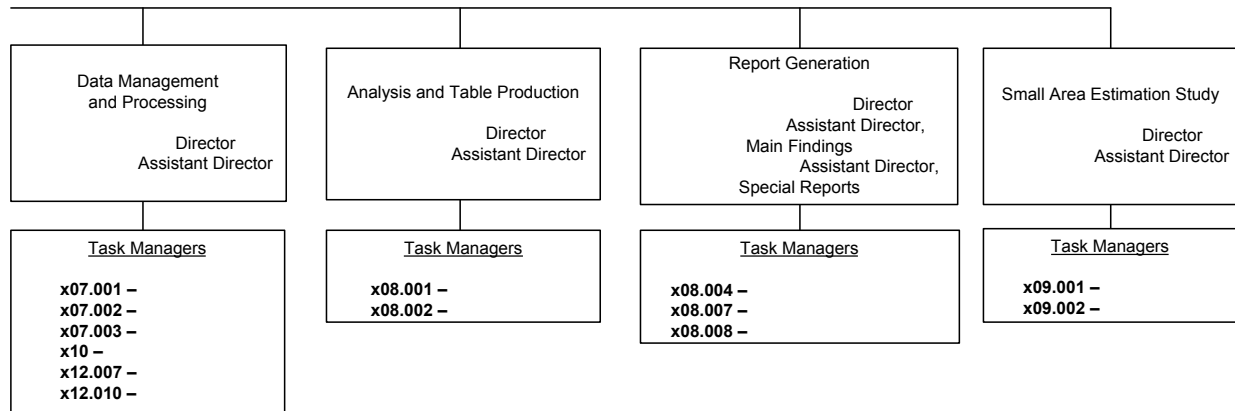 Data Management
and Processing
Director
Assistant Director
Task Managers
x07.001 –
x07.002 –
x07.003 –
x10 –
x12.007 –
x12.010 –
Analysis and Table Production
Director
Assistant Director
Task Managers
x08.001 –
x08.002 –
Report Generation
Director
Assistant Director,
Main Findings
Assistant Director,
Special Reports
Task Managers
x08.004 –
x08.007 –
x08.008 –
Small Area Estimation Study
Director
Assistant Director
Task Managers
x09.001 –
x09.002 –